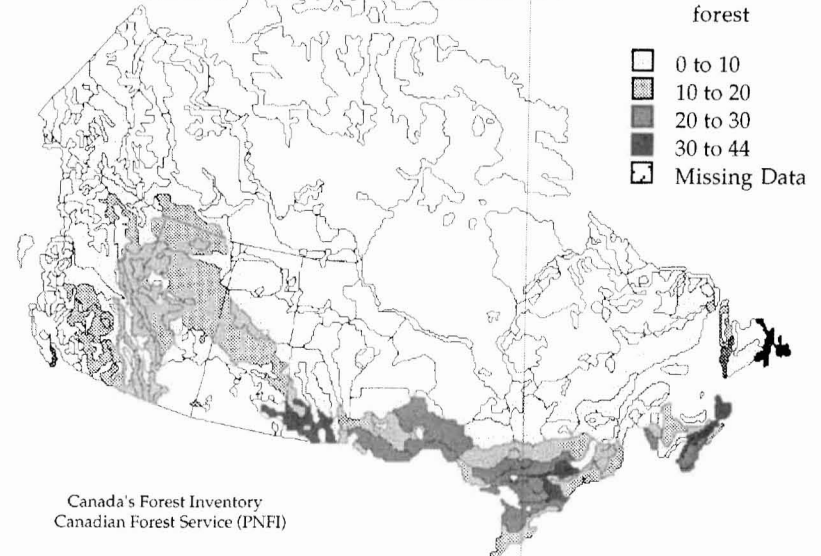 forest
0 to 10
10 to 20
20 to 30
30 to 44
Missing Data
Canada's Forest Inventory
Canadian Forest Service (PNFI)